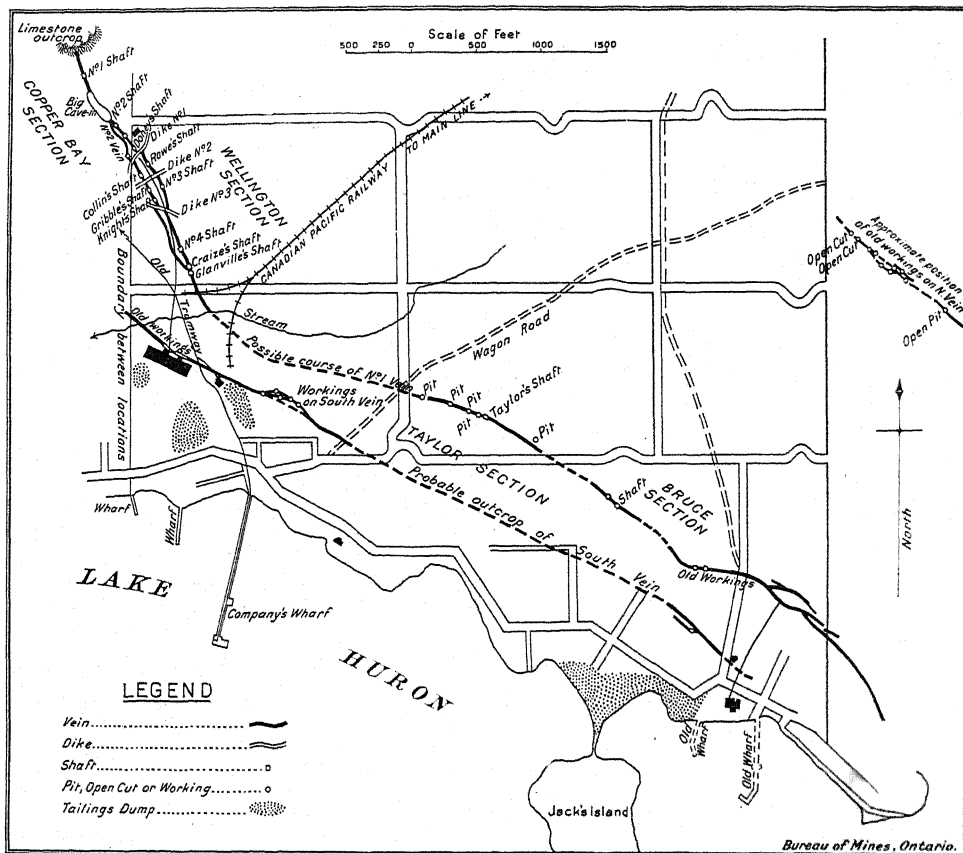 Limestone
outcrop
Scale of Feet
500 250 0 500 1000 1500
Nº1 Shaft
COPPER BAY
SECTION
Big
Cave-in
Nº2 Shaft
Nº2 Vein
Dike Nº1
Rowe's Shaft
Dike Nº2
Nº3 Shaft
Collin's Shaft
Gribble's Shaft
Knight's Shaft
Dike Nº3
WELLINGTON
SECTION
Nº4 Shaft
Craize's Shaft
Glanville's Shaft
TO MAIN LINE
CANADIAN PACIFIC RAILWAY
Approximate position
of old workings on N. Vein
Open Cut
Open Cut
Open Pit
Boundary between locations
Old Tramway
Old workings
Stream
Wagon Road
Possible course of Nº1 Vein
Workings
on South Vein
Pit
Pit
Pit
Pit
Taylor's Shaft
Pit
TAYLOR SECTION
Shaft
BRUCE
SECTION
Probable outcrop of South Vein
Old Workings
North
Wharf
Wharf
LAKE
HURON
Company's Wharf
Old
Wharf
Old Wharf
Jack's Island
LEGEND
Vein
Dike
Shaft
Pit, Open Cut or Working
Tailings Dump
Bureau of Mines, Ontario.